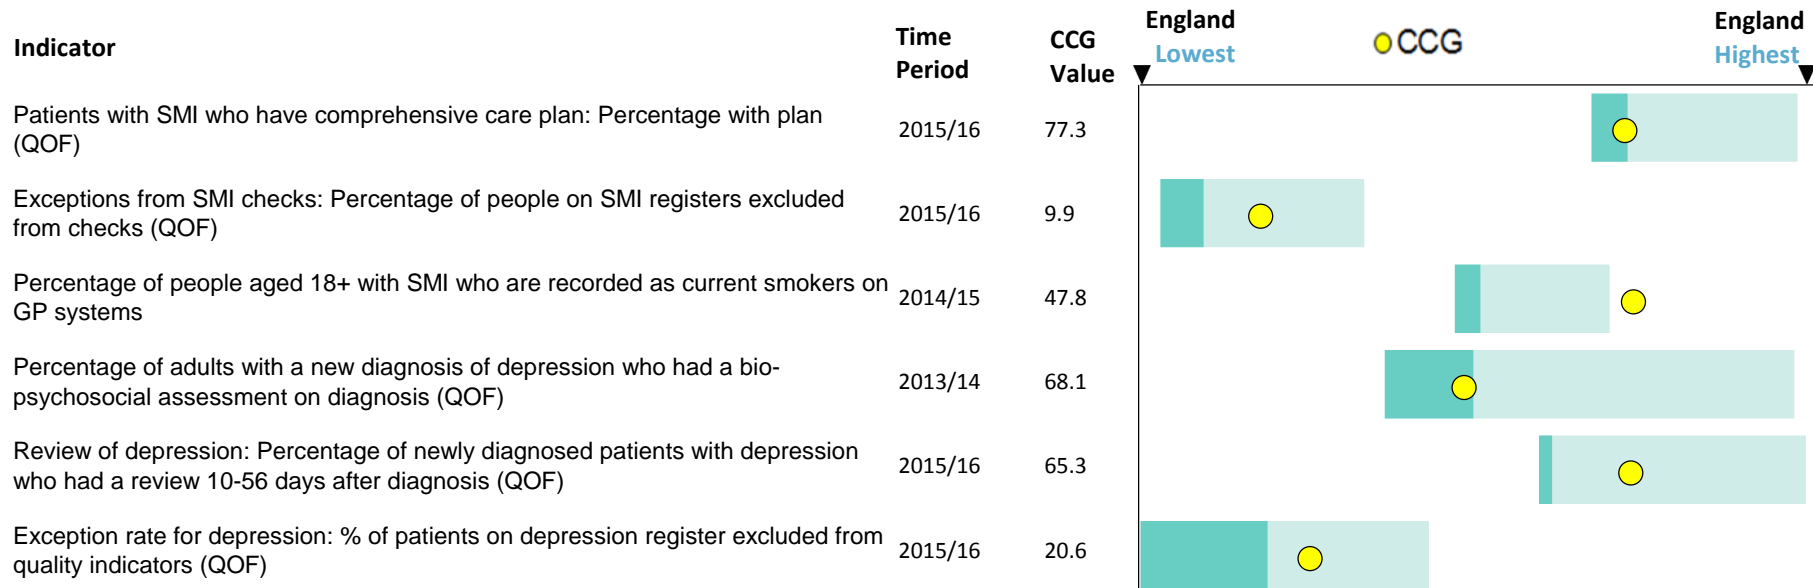 Indicator
Time
Period
CCG
Value
England
Lowest
CCG
England
Highest
Patients with SMI who have comprehensive care plan: Percentage with plan
(QOF)
2015/16
77.3
Exceptions from SMI checks: Percentage of people on SMI registers excluded
from checks (QOF)
2015/16
9.9
Percentage of people aged 18+ with SMI who are recorded as current smokers on
GP systems
2014/15
47.8
Percentage of adults with a new diagnosis of depression who had a bio-
psychosocial assessment on diagnosis (QOF)
2013/14
68.1
Review of depression: Percentage of newly diagnosed patients with depression
who had a review 10-56 days after diagnosis (QOF)
2015/16
65.3
Exception rate for depression: % of patients on depression register excluded from
quality indicators (QOF)
2015/16
20.6